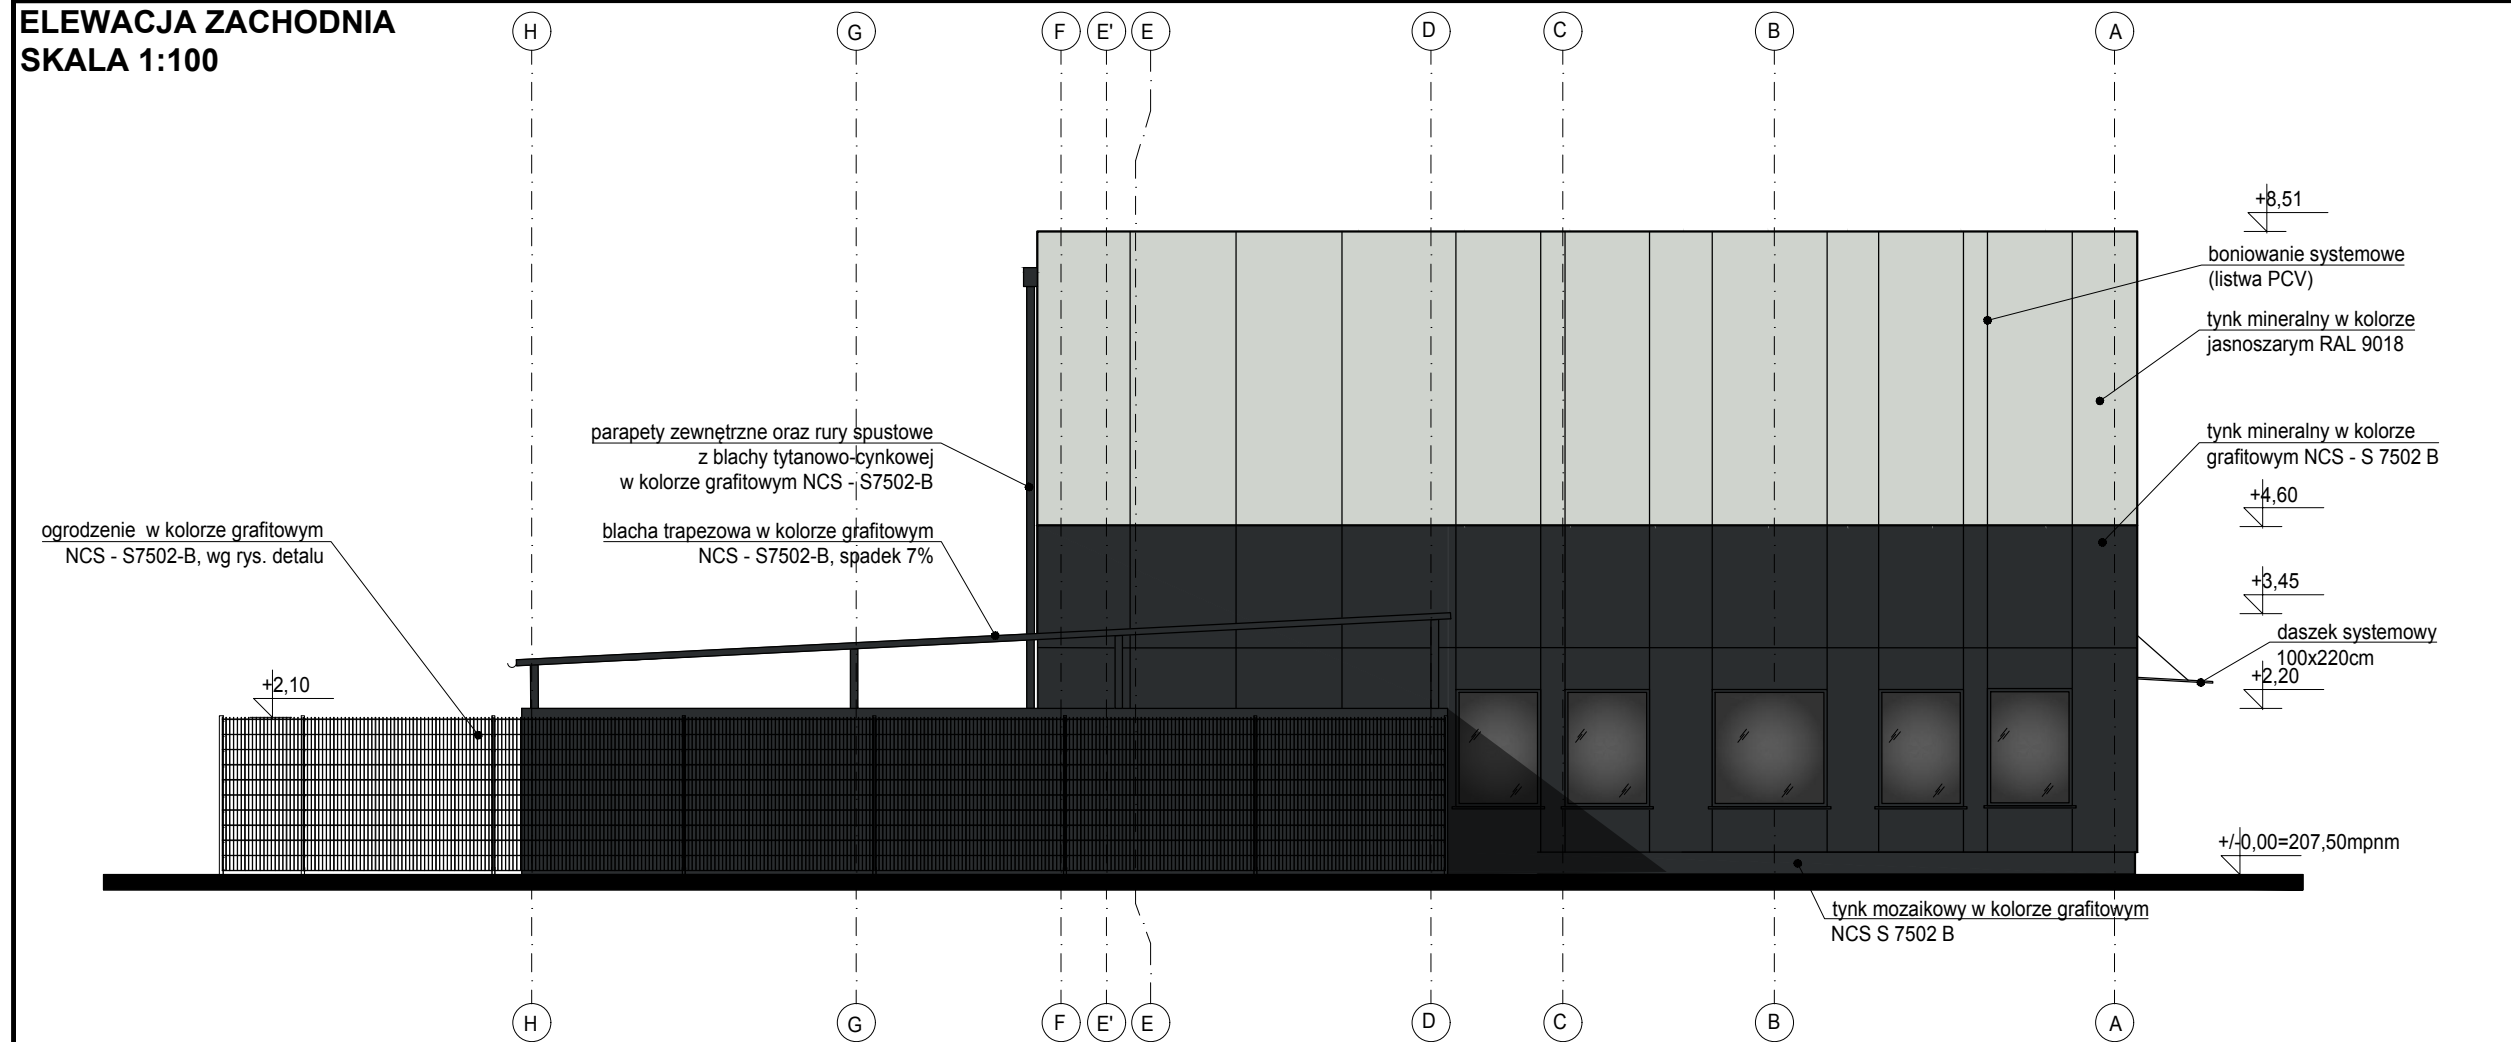 ELEWACJA ZACHODNIA
SKALA 1:100
H G F E' E D C B A
+8,51
boniowanie systemowe
(listwa PCV)
tynk mineralny w kolorze
jasnoszarym RAL 9018
tynk mineralny w kolorze
grafitowym NCS - S 7502 B
+4,60
+3,45
daszek systemowy
100x220cm
+2,20
+/-0,00=207,50mpnm
parapety zewnętrzne oraz rury spustowe
z blachy tytanowo-cynkowej
w kolorze grafitowym NCS - S7502-B
blacha trapezowa w kolorze grafitowym
NCS - S7502-B, spadek 7%
ogrodzenie w kolorze grafitowym
NCS - S7502-B, wg rys. detalu
+2,10
tynk mozaikowy w kolorze grafitowym
NCS S 7502 B
H G F E' E D C B A